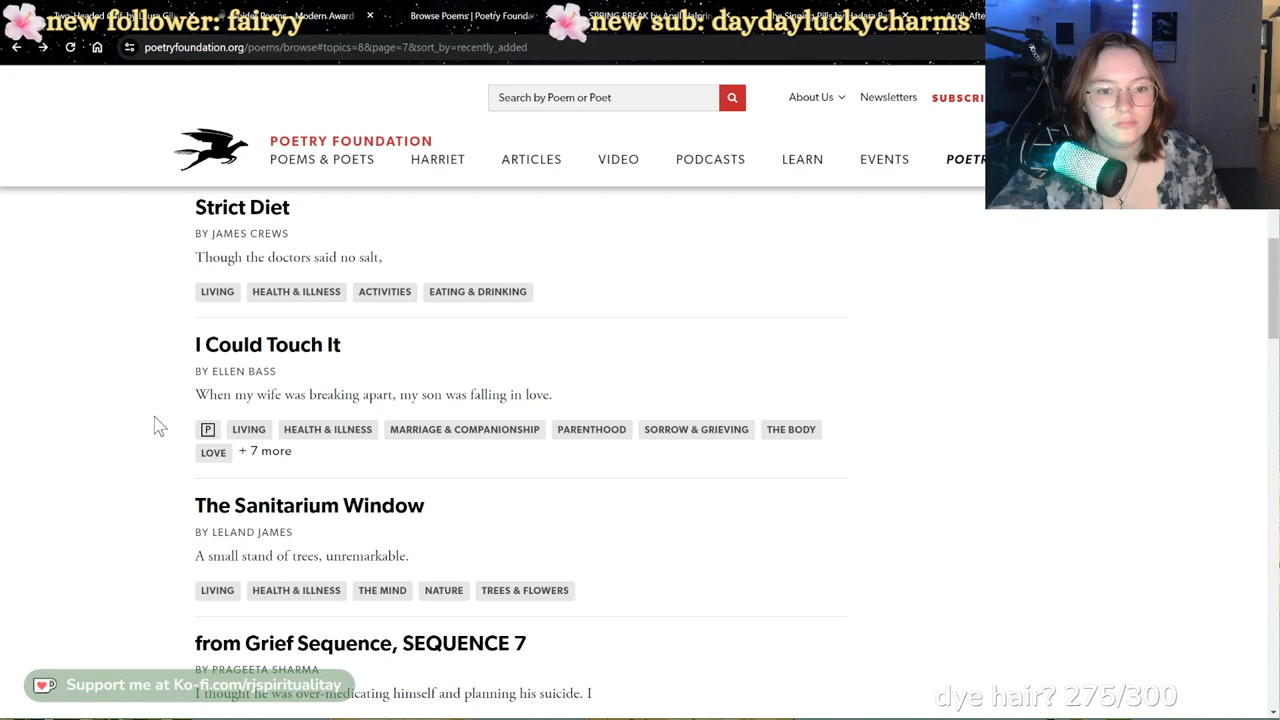 new follower: fairyy
new sub: daydayluckycharms
Browse Poems | Poetry Founda
poetryfoundation.org/poems/browse#topics=8&page=7&sort_by=recently_added
Search by Poem or Poet
About Us
Newsletters
SUBSCRI
POETRY FOUNDATION
POEMS & POETS
HARRIET
ARTICLES
VIDEO
PODCASTS
LEARN
EVENTS
POETR
Strict Diet
BY JAMES CREWS
Though the doctors said no salt,
LIVING HEALTH & ILLNESS ACTIVITIES EATING & DRINKING
I Could Touch It
BY ELLEN BASS
When my wife was breaking apart, my son was falling in love.
P LIVING HEALTH & ILLNESS MARRIAGE & COMPANIONSHIP PARENTHOOD SORROW & GRIEVING THE BODY
LOVE + 7 more
The Sanitarium Window
BY LELAND JAMES
A small stand of trees, unremarkable.
LIVING HEALTH & ILLNESS THE MIND NATURE TREES & FLOWERS
from Grief Sequence, SEQUENCE 7
BY PRAGEETA SHARMA
I thought he was over-medicating himself and planning his suicide. I
Support me at Ko-fi.com/rjspiritualitay
dye hair? 275/300